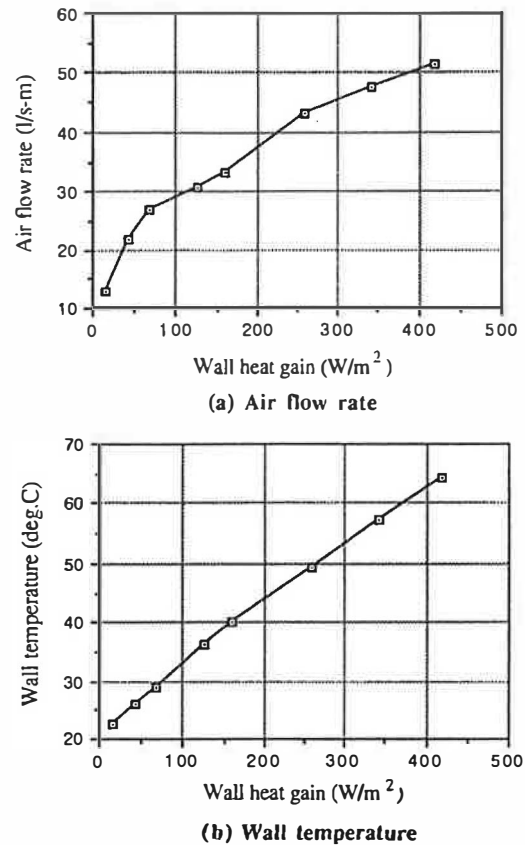 60
50
40
30
20
10
Air flow rate (l/s-m)
0 100 200 300 400 500
Wall heat gain (W/m²)
(a) Air flow rate
70
60
50
40
30
20
Wall temperature (deg.C)
0 100 200 300 400 500
Wall heat gain (W/m²)
(b) Wall temperature